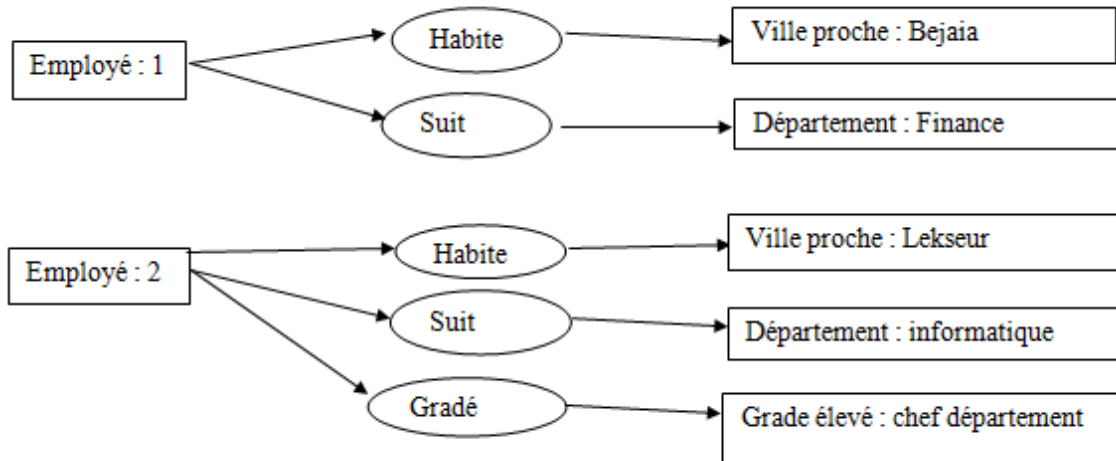 Employé : 1
Habite
Ville proche : Bejaia
Suit
Département : Finance
Employé : 2
Habite
Ville proche : Lekseur
Suit
Département : informatique
Gradé
Grade élevé : chef département